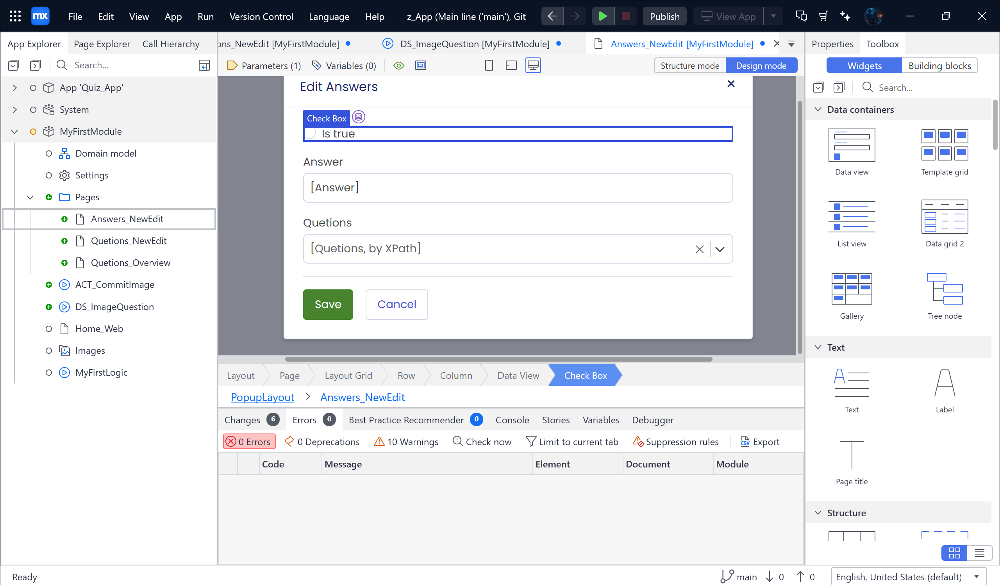 mx File Edit View App Run Version Control Language Help z_App (Main line ('main'), Git Publish View App
App Explorer Page Explorer Call Hierarchy
ons_NewEdit [MyFirstModule] DS_ImageQuestion [MyFirstModule] Answers_NewEdit [MyFirstModule]
Properties Toolbox
Search...
Parameters (1) Variables (0) Structure mode Design mode
Widgets Building blocks
Search...
App 'Quiz_App'
System
MyFirstModule
Domain model
Settings
Pages
Answers_NewEdit
Quetions_NewEdit
Quetions_Overview
ACT_CommitImage
DS_ImageQuestion
Home_Web
Images
MyFirstLogic
Edit Answers
Check Box
Is true
Answer
[Answer]
Quetions
[Quetions, by XPath]
Save Cancel
Layout Page Layout Grid Row Column Data View Check Box
PopupLayout > Answers_NewEdit
Changes 6 Errors 0 Best Practice Recommender 0 Console Stories Variables Debugger
0 Errors 0 Deprecations 10 Warnings Check now Limit to current tab Suppression rules CSV Export
Code Message Element Document Module
Data containers
Data view Template grid
List view Data grid 2
Gallery Tree node
Text
Text Label
Page title
Structure
Ready
main 0 0 English, United States (default)